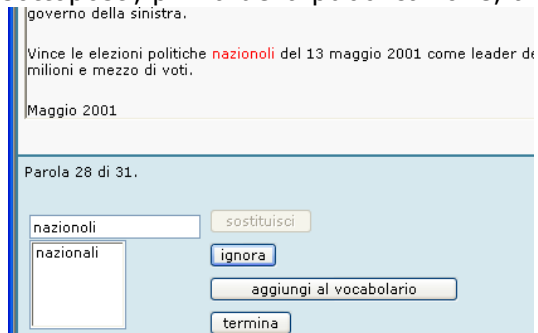 governo della sinistra.
Vince le elezioni politiche nazionoli del 13 maggio 2001 come leader de
milioni e mezzo di voti.
Maggio 2001
Parola 28 di 31.
nazionoli
sostituisci
nazionali
ignora
aggiungi al vocabolario
termina